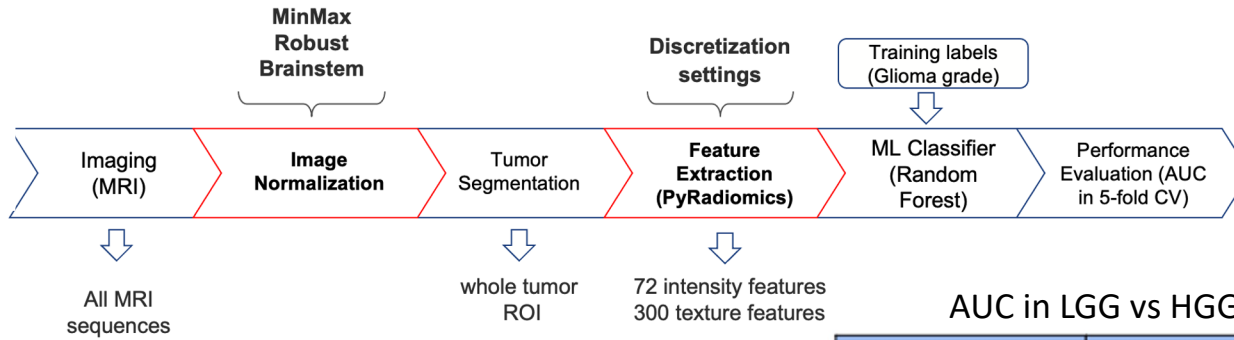 MinMax
Robust
Brainstem
Discretization
settings
Training labels
(Glioma grade)
Imaging
(MRI)
Image
Normalization
Tumor
Segmentation
Feature
Extraction
(PyRadiomics)
ML Classifier
(Random
Forest)
Performance
Evaluation (AUC
in 5-fold CV)
All MRI
sequences
whole tumor
ROI
72 intensity features
300 texture features
AUC in LGG vs HGG